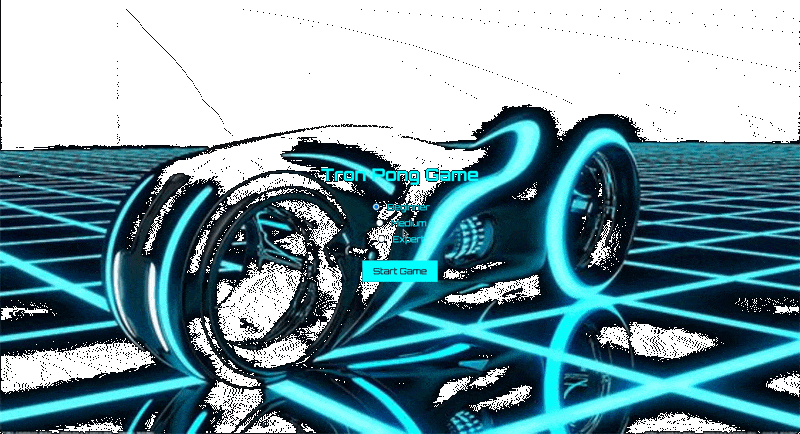 Tron Pong Game
Beginner
Medium
Expert
Start Game